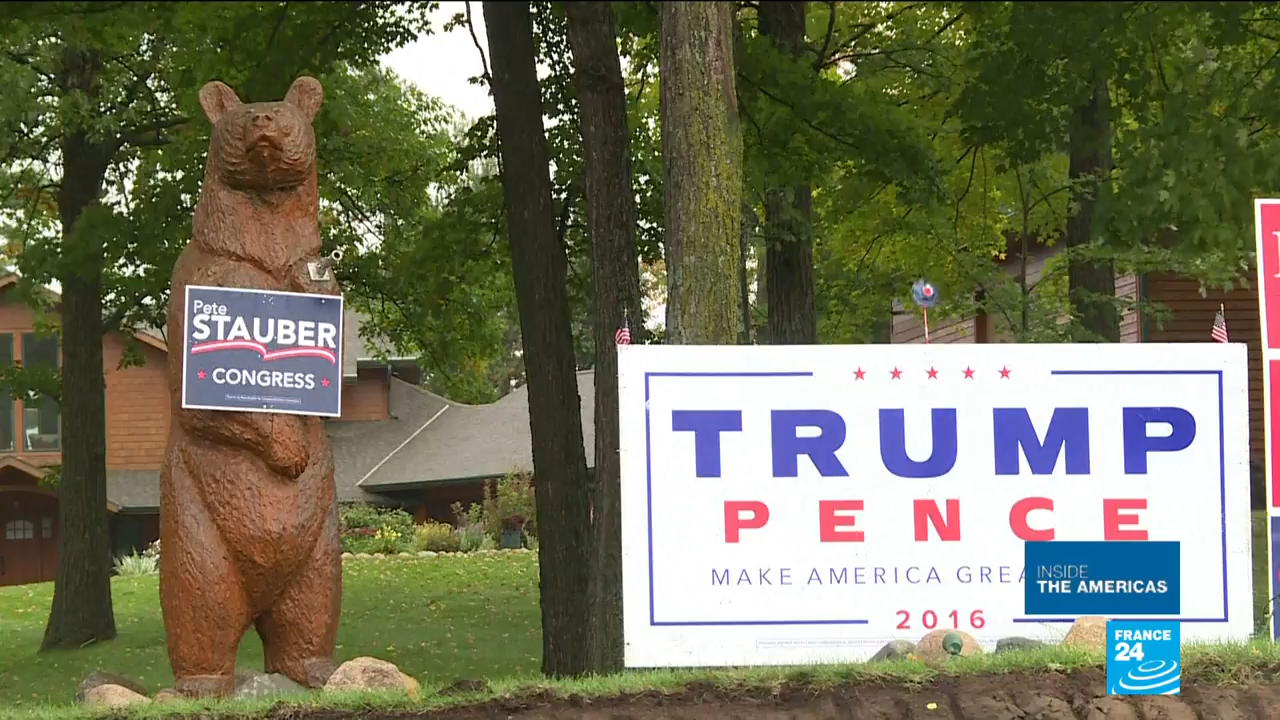 Pete
STAUBER
CONGRESS
TRUMP
PENCE
MAKE AMERICA GREA
2016
INSIDE
THE AMERICAS
FRANCE
24